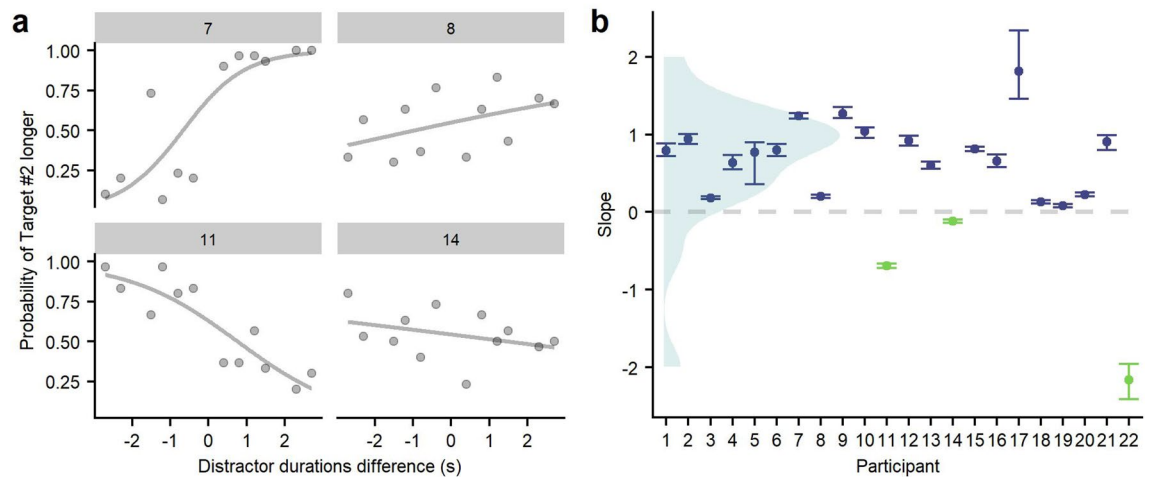 a
7
8
1.00
0.75
0.50
0.25
11
14
1.00
0.75
0.50
0.25
Probability of Target #2 longer
-2 -1 0 1 2
-2 -1 0 1 2
Distractor durations difference (s)
b
2
1
0
-1
-2
Slope
1 2 3 4 5 6 7 8 9 10 11 12 13 14 15 16 17 18 19 20 21 22
Participant